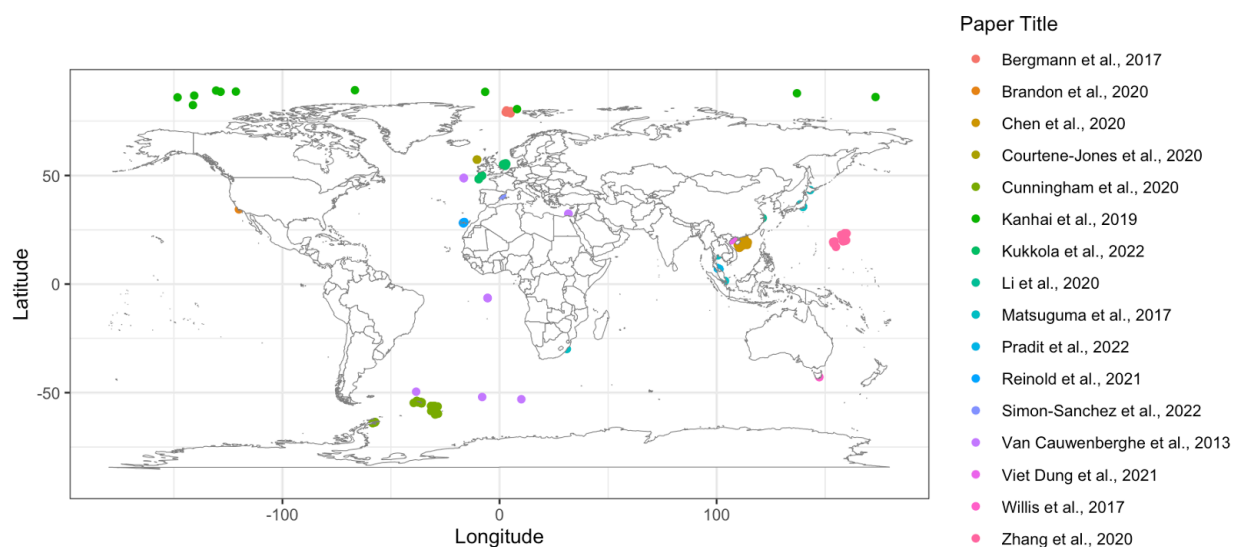 Paper Title
Bergmann et al., 2017
Brandon et al., 2020
Chen et al., 2020
Courtene-Jones et al., 2020
Cunningham et al., 2020
Kanhai et al., 2019
Kukkola et al., 2022
Li et al., 2020
Matsuguma et al., 2017
Pradit et al., 2022
Reinold et al., 2021
Simon-Sanchez et al., 2022
Van Cauwenberghe et al., 2013
Viet Dung et al., 2021
Willis et al., 2017
Zhang et al., 2020
Latitude
50
0
-50
-100
0
100
Longitude